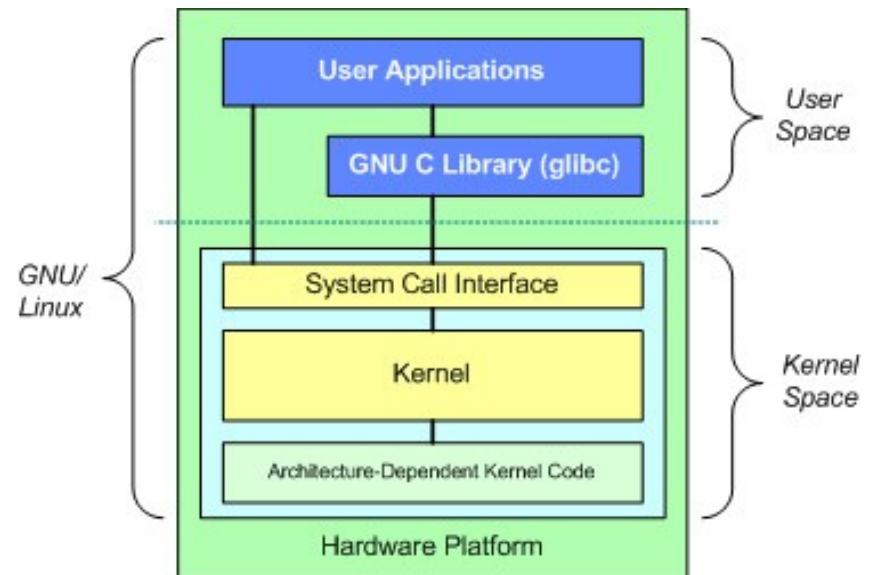 User Applications
User
Space
GNU C Library (glibc)
GNU/
Linux
System Call Interface
Kernel
Kernel
Space
Architecture-Dependent Kernel Code
Hardware Platform